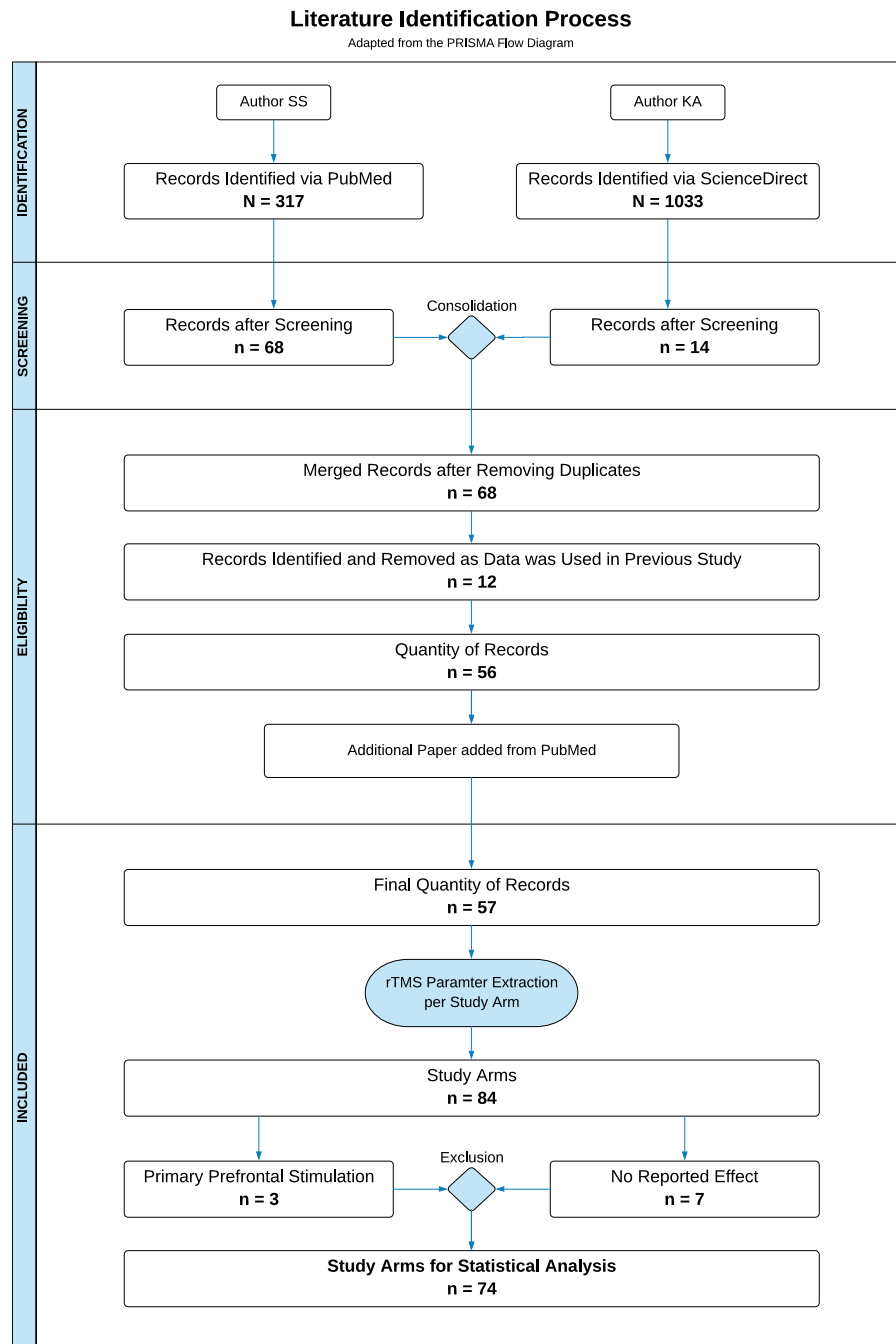 Literature Identification Process
Adapted from the PRISMA Flow Diagram
IDENTIFICATION
Author SS
Author KA
Records Identified via PubMed
N = 317
Records Identified via ScienceDirect
N = 1033
SCREENING
Consolidation
Records after Screening
n = 68
Records after Screening
n = 14
ELIGIBILITY
Merged Records after Removing Duplicates
n = 68
Records Identified and Removed as Data was Used in Previous Study
n = 12
Quantity of Records
n = 56
Additional Paper added from PubMed
INCLUDED
Final Quantity of Records
n = 57
rTMS Paramter Extraction
per Study Arm
Study Arms
n = 84
Exclusion
Primary Prefrontal Stimulation
n = 3
No Reported Effect
n = 7
Study Arms for Statistical Analysis
n = 74